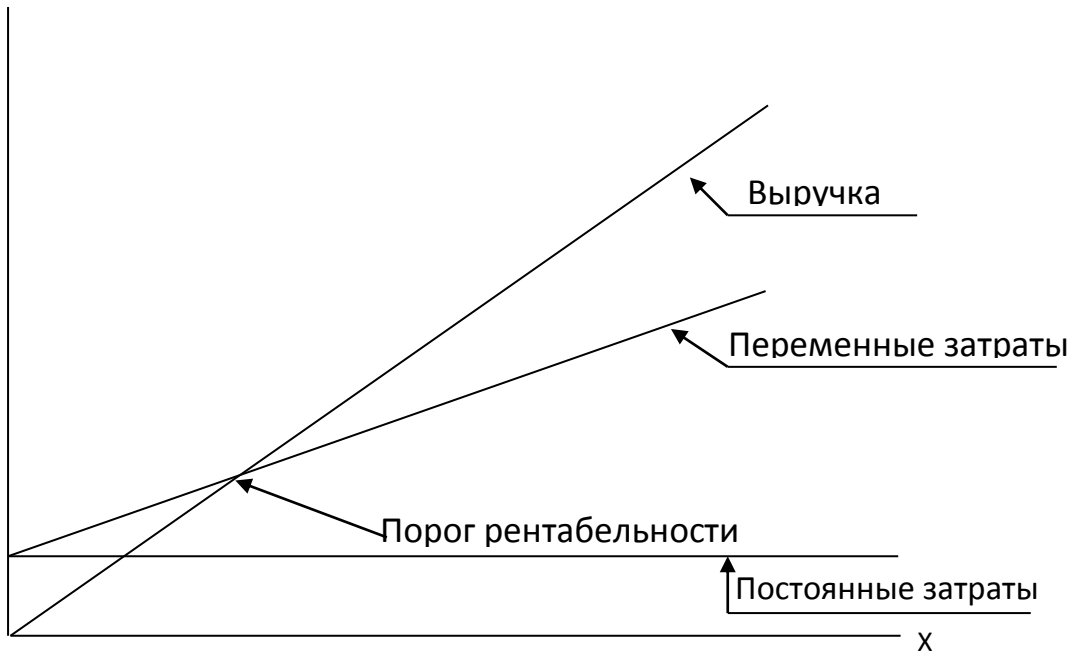 Выручка
Переменные затраты
Порог рентабельности
Постоянные затраты
X